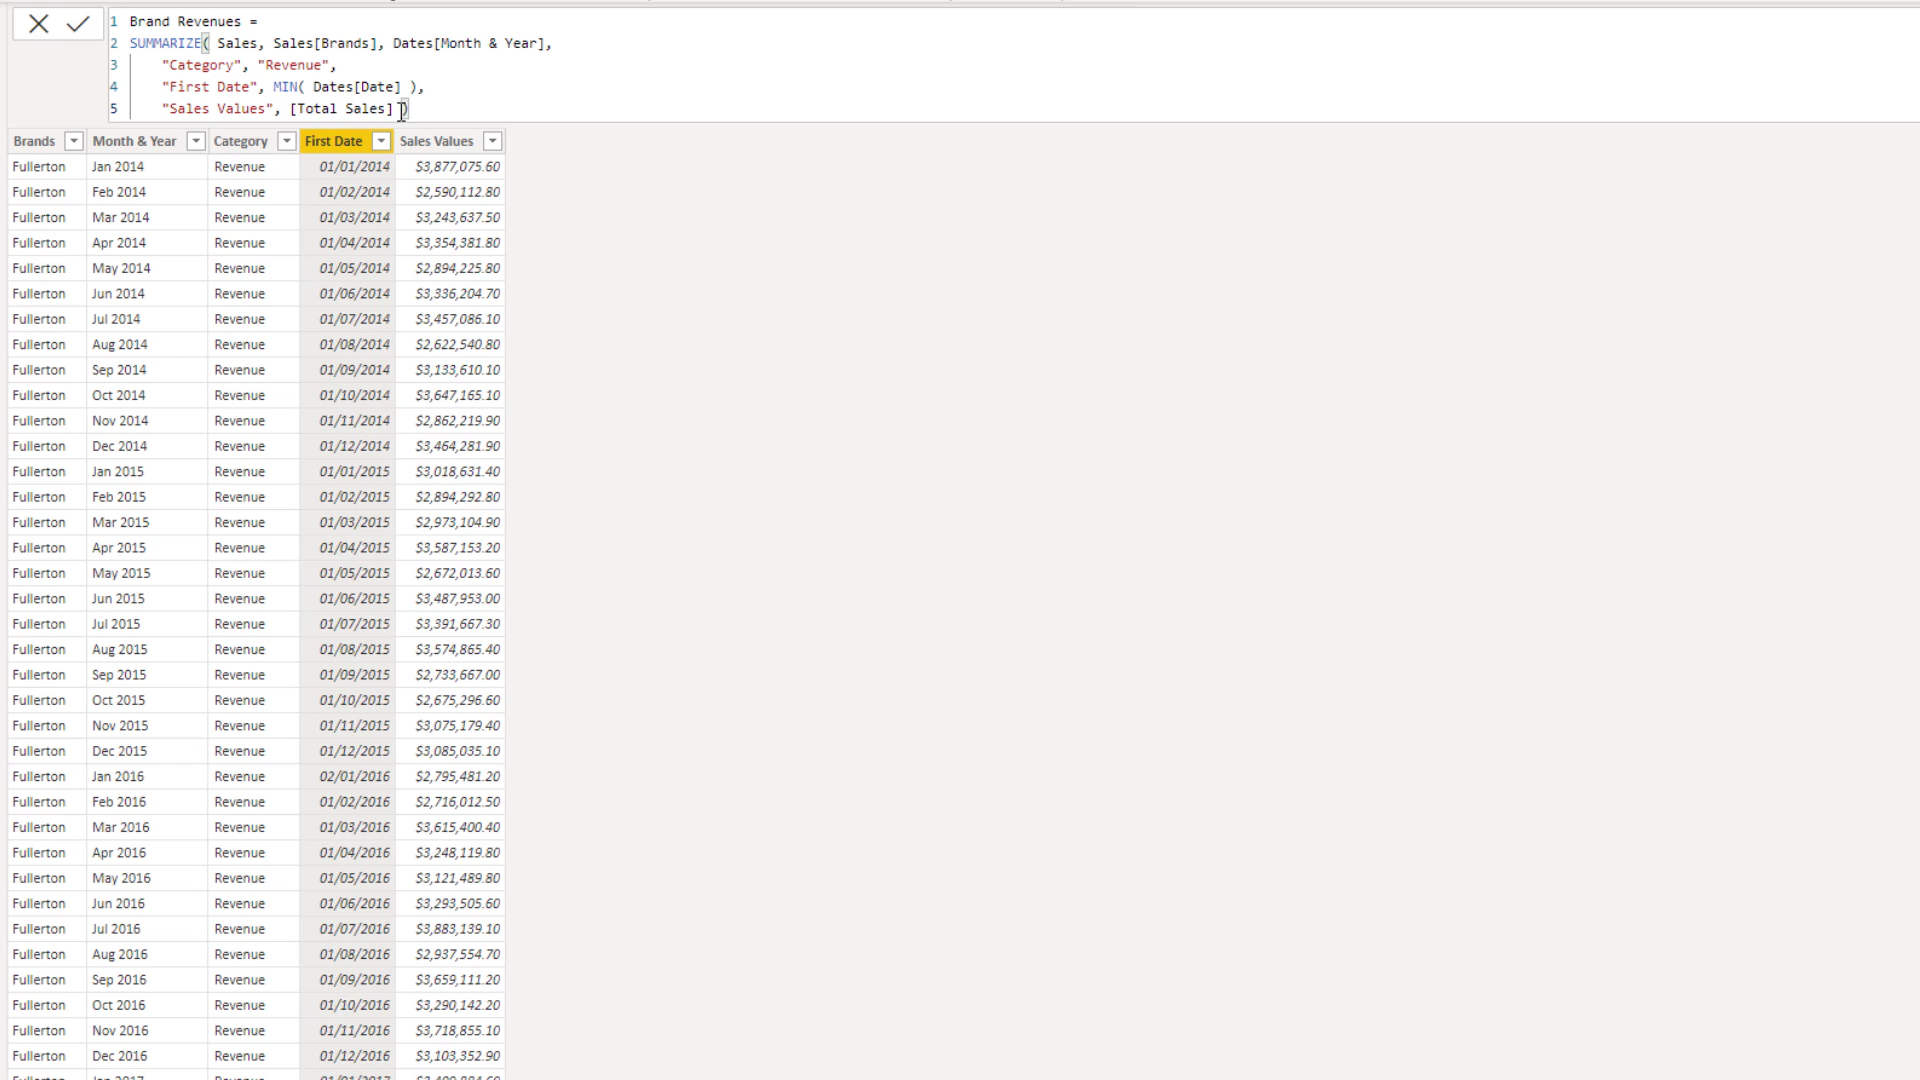 1 Brand Revenues =
2 SUMMARIZE( Sales, Sales[Brands], Dates[Month & Year],
3 "Category", "Revenue",
4 "First Date", MIN( Dates[Date] ),
5 "Sales Values", [Total Sales] )
Brands Month & Year Category First Date Sales Values
Fullerton Jan 2014 Revenue 01/01/2014 $3,877,075.60
Fullerton Feb 2014 Revenue 01/02/2014 $2,590,112.80
Fullerton Mar 2014 Revenue 01/03/2014 $3,243,637.50
Fullerton Apr 2014 Revenue 01/04/2014 $3,354,381.80
Fullerton May 2014 Revenue 01/05/2014 $2,894,225.80
Fullerton Jun 2014 Revenue 01/06/2014 $3,336,204.70
Fullerton Jul 2014 Revenue 01/07/2014 $3,457,086.10
Fullerton Aug 2014 Revenue 01/08/2014 $2,622,540.80
Fullerton Sep 2014 Revenue 01/09/2014 $3,133,610.10
Fullerton Oct 2014 Revenue 01/10/2014 $3,647,165.10
Fullerton Nov 2014 Revenue 01/11/2014 $2,862,219.90
Fullerton Dec 2014 Revenue 01/12/2014 $3,464,281.90
Fullerton Jan 2015 Revenue 01/01/2015 $3,018,631.40
Fullerton Feb 2015 Revenue 01/02/2015 $2,894,292.80
Fullerton Mar 2015 Revenue 01/03/2015 $2,973,104.90
Fullerton Apr 2015 Revenue 01/04/2015 $3,587,153.20
Fullerton May 2015 Revenue 01/05/2015 $2,672,013.60
Fullerton Jun 2015 Revenue 01/06/2015 $3,487,953.00
Fullerton Jul 2015 Revenue 01/07/2015 $3,391,667.30
Fullerton Aug 2015 Revenue 01/08/2015 $3,574,865.40
Fullerton Sep 2015 Revenue 01/09/2015 $2,733,667.00
Fullerton Oct 2015 Revenue 01/10/2015 $2,675,296.60
Fullerton Nov 2015 Revenue 01/11/2015 $3,075,179.40
Fullerton Dec 2015 Revenue 01/12/2015 $3,085,035.10
Fullerton Jan 2016 Revenue 02/01/2016 $2,795,481.20
Fullerton Feb 2016 Revenue 01/02/2016 $2,716,012.50
Fullerton Mar 2016 Revenue 01/03/2016 $3,615,400.40
Fullerton Apr 2016 Revenue 01/04/2016 $3,248,119.80
Fullerton May 2016 Revenue 01/05/2016 $3,121,489.80
Fullerton Jun 2016 Revenue 01/06/2016 $3,293,505.60
Fullerton Jul 2016 Revenue 01/07/2016 $3,883,139.10
Fullerton Aug 2016 Revenue 01/08/2016 $2,937,554.70
Fullerton Sep 2016 Revenue 01/09/2016 $3,659,111.20
Fullerton Oct 2016 Revenue 01/10/2016 $3,290,142.20
Fullerton Nov 2016 Revenue 01/11/2016 $3,718,855.10
Fullerton Dec 2016 Revenue 01/12/2016 $3,103,352.90